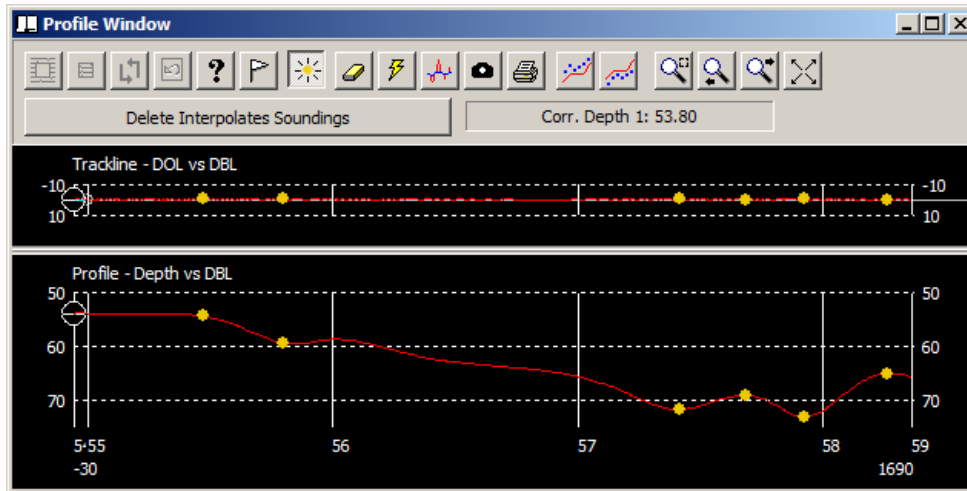 Profile Window
Delete Interpolates Soundings
Corr. Depth 1: 53.80
Trackline - DOL vs DBL
-10 -10
10 10
Profile - Depth vs DBL
50 50
60 60
70 70
55 56 57 58 59
-30 1690